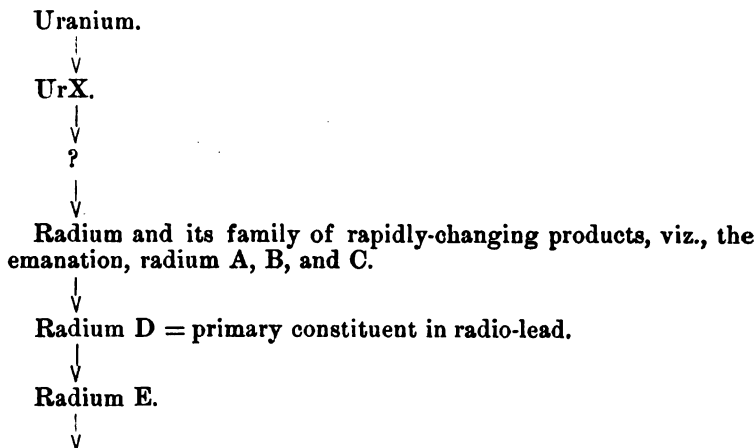 Uranium.
UrX.
?
Radium and its family of rapidly-changing products, viz., the
emanation, radium A, B, and C.
Radium D = primary constituent in radio-lead.
Radium E.